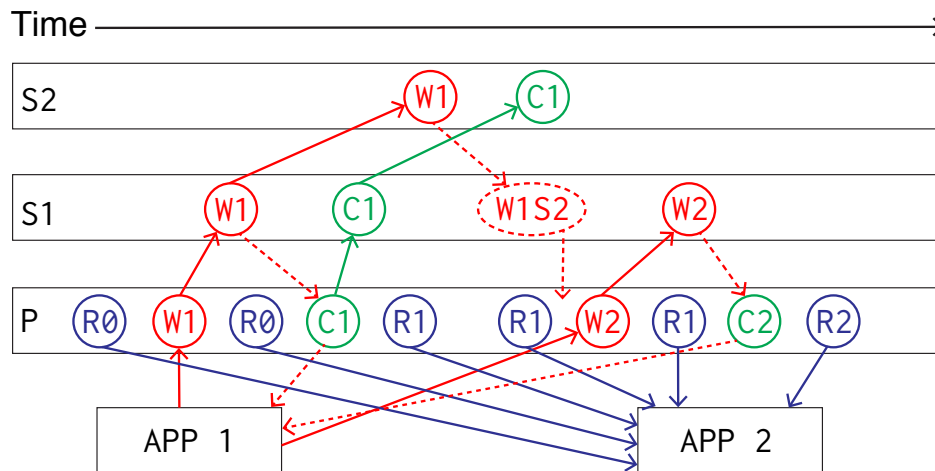 Time
S2 W1 C1
S1 W1 C1 W1S2 W2
P R0 W1 R0 C1 R1 R1 W2 R1 C2 R2
APP 1 APP 2